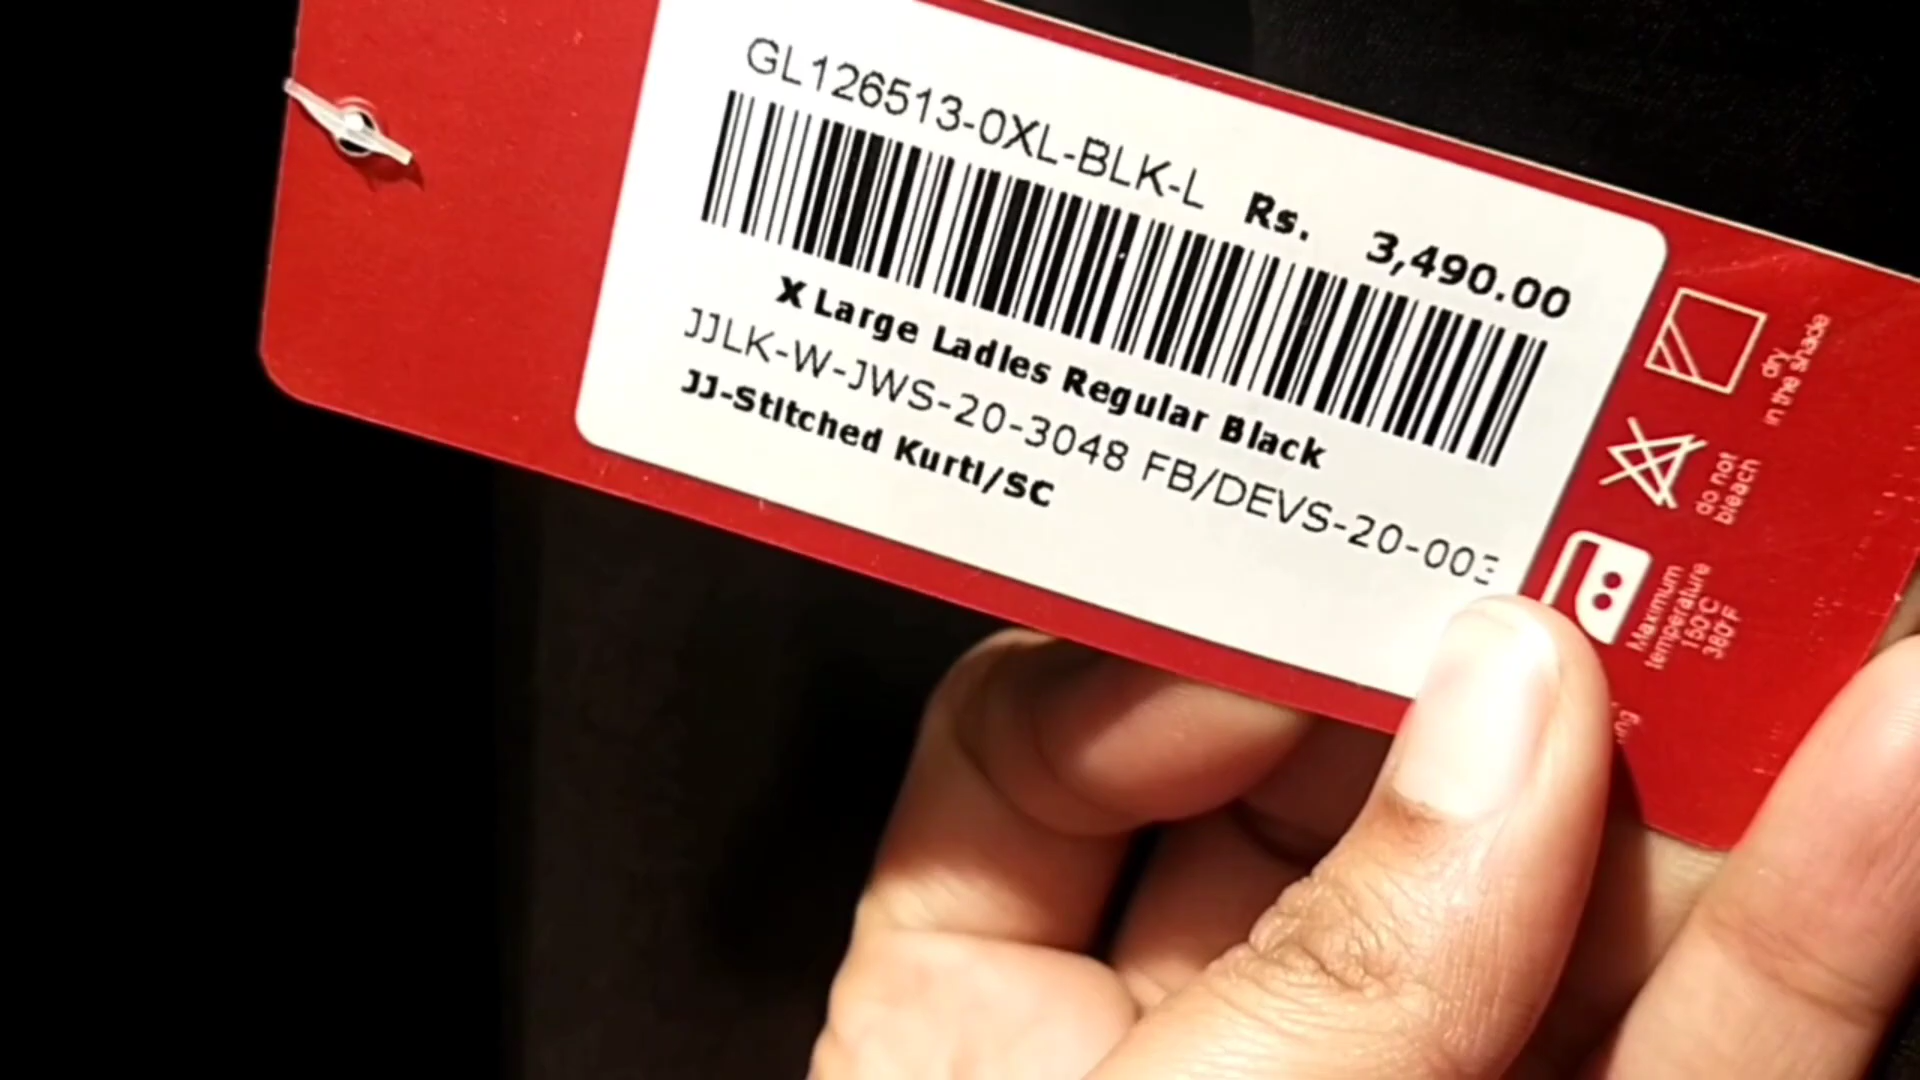 GL126513-0XL-BLK-L
Rs. 3,490.00
X Large Ladies Regular Black
JJLK-W-JWS-20-3048 FB/DEVS-20-003
JJ-Stitched Kurti/SC
dry
in the shade
do not
bleach
Maximum
temperature
150°C
380°F